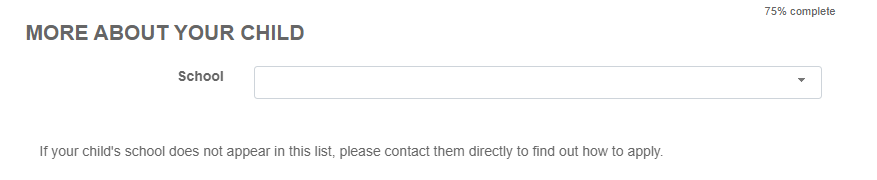 75% complete
MORE ABOUT YOUR CHILD
School
If your child's school does not appear in this list, please contact them directly to find out how to apply.